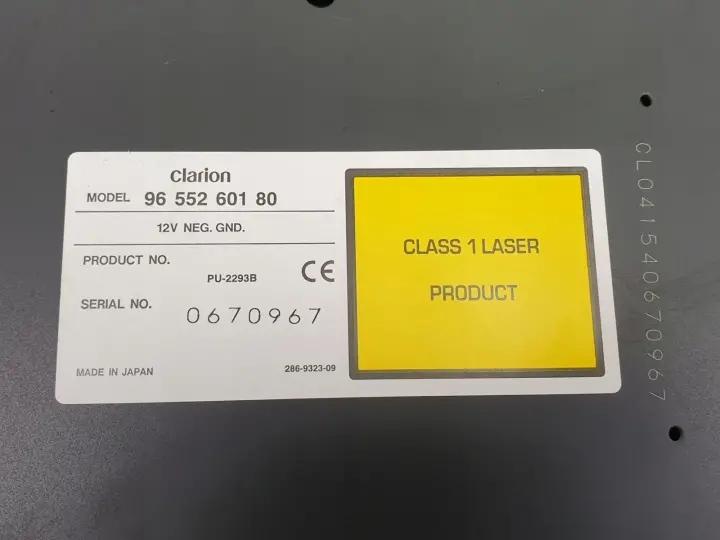 clarion
MODEL 96 552 601 80
12V NEG. GND.
PRODUCT NO. PU-2293B
CE
SERIAL NO. 0670967
MADE IN JAPAN
286-9323-09
CLASS 1 LASER
PRODUCT
CL041540670967